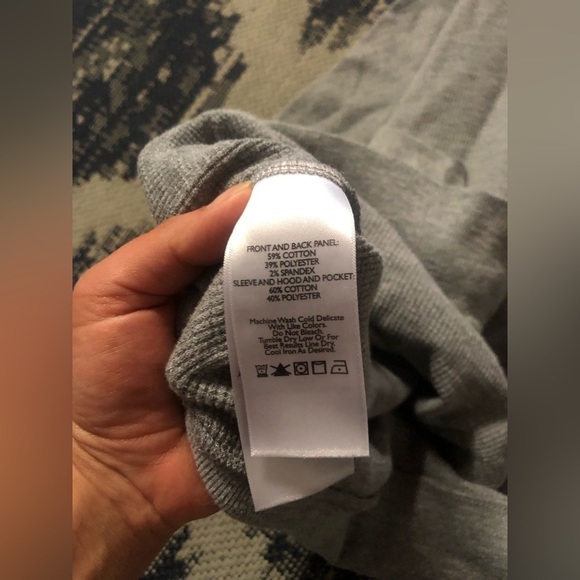 FRONT AND BACK PANEL:
59% COTTON
39% POLYESTER
2% SPANDEX
SLEEVE AND HOOD AND POCKET:
60% COTTON
40% POLYESTER
Machine Wash Cold Delicate
With Like Colors.
Do Not Bleach.
Tumble Dry Low Or For
Best Results Line Dry.
Cool Iron As Desired.